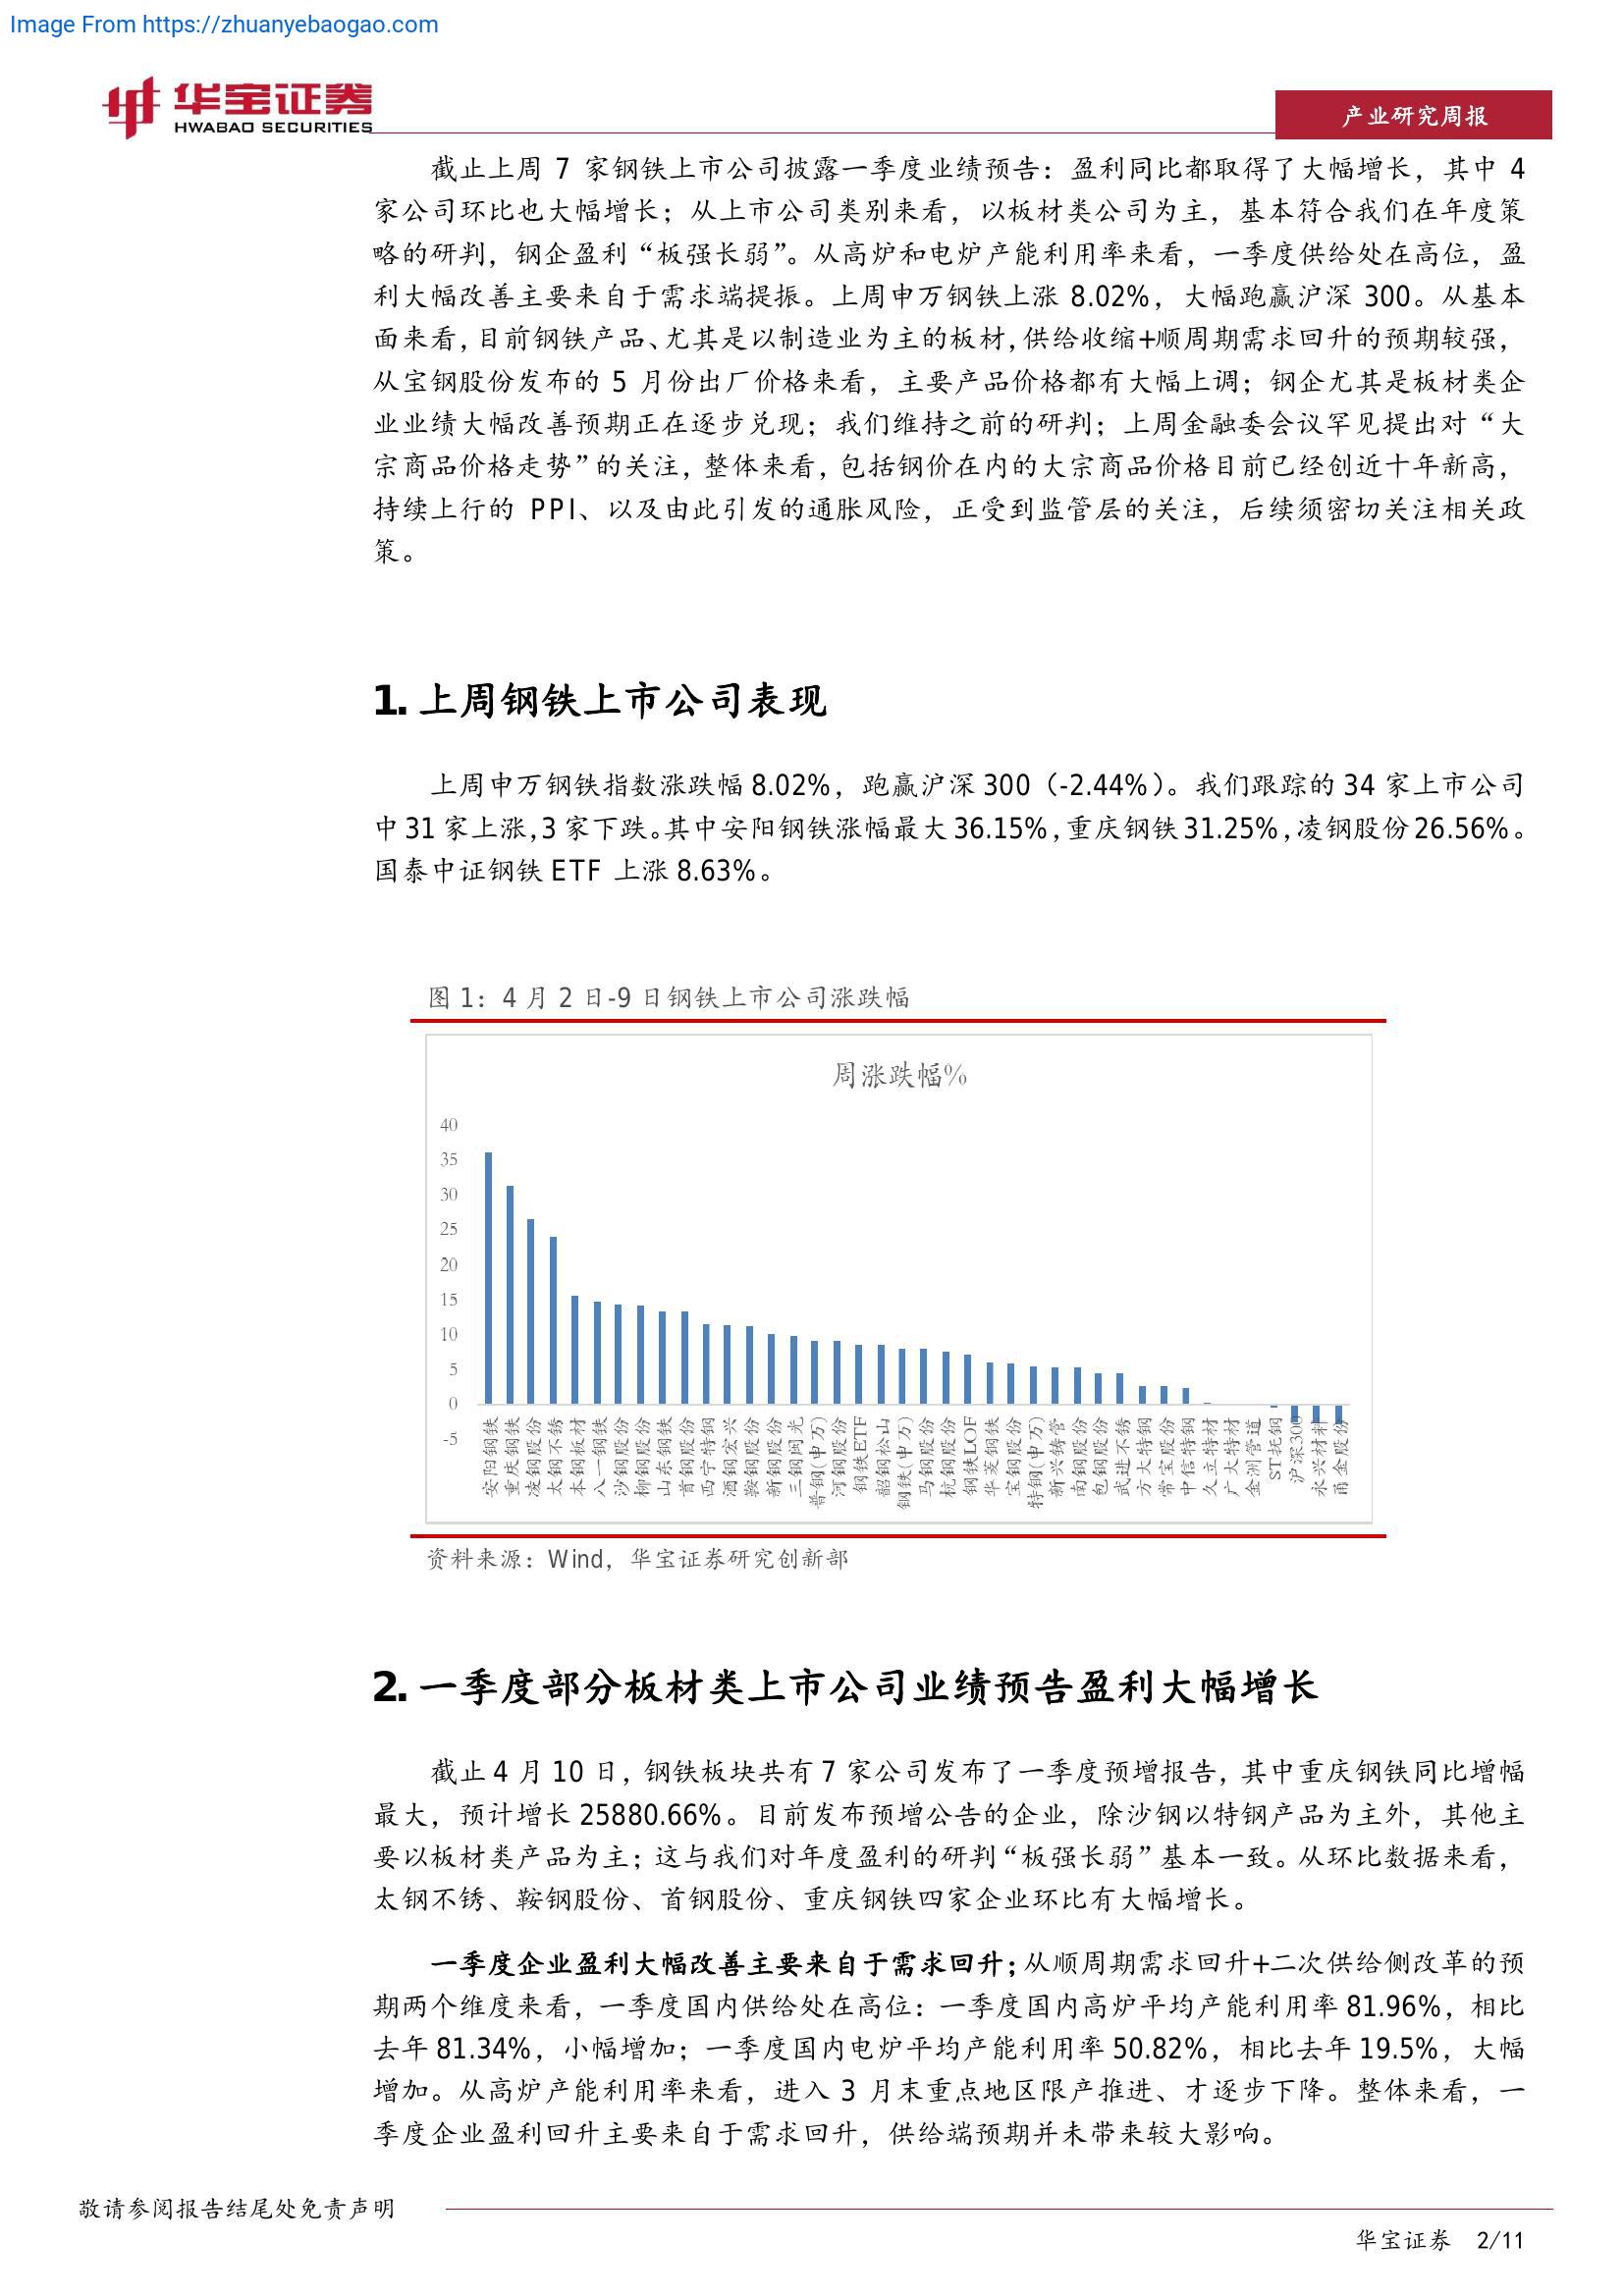 Image From https://zhuanyebaogao.com
华宝证券
HWABAO SECURITIES
产业研究周报
截止上周 7 家钢铁上市公司披露一季度业绩预告：盈利同比都取得了大幅增长，其中 4
家公司环比也大幅增长；从上市公司类别来看，以板材类公司为主，基本符合我们在年度策
略的研判，钢企盈利“板强长弱”。从高炉和电炉产能利用率来看，一季度供给处在高位，盈
利大幅改善主要来自于需求端提振。上周申万钢铁上涨 8.02%，大幅跑赢沪深 300。从基本
面来看，目前钢铁产品、尤其是以制造业为主的板材，供给收缩+顺周期需求回升的预期较强，
从宝钢股份发布的 5 月份出厂价格来看，主要产品价格都有大幅上调；钢企尤其是板材类企
业业绩大幅改善预期正在逐步兑现；我们维持之前的研判；上周金融委会议罕见提出对“大
宗商品价格走势”的关注，整体来看，包括钢价在内的大宗商品价格目前已经创近十年新高，
持续上行的 PPI、以及由此引发的通胀风险，正受到监管层的关注，后续须密切关注相关政
策。
1. 上周钢铁上市公司表现
上周申万钢铁指数涨跌幅 8.02%，跑赢沪深 300（-2.44%）。我们跟踪的 34 家上市公司
中 31 家上涨，3 家下跌。其中安阳钢铁涨幅最大 36.15%，重庆钢铁 31.25%，凌钢股份 26.56%。
国泰中证钢铁 ETF 上涨 8.63%。
图 1：4 月 2 日-9 日钢铁上市公司涨跌幅
周涨跌幅%
40
35
30
25
20
15
10
5
0
-5
安阳钢铁
重庆钢铁
凌钢股份
太钢不锈
本钢板材
八一钢铁
沙钢股份
柳钢股份
山东钢铁
首钢股份
西宁特钢
酒钢宏兴
鞍钢股份
新钢股份
三钢闽光
普钢(申万)
河钢股份
钢铁ETF
韶钢松山
钢铁(申万)
马钢股份
杭钢股份
钢铁LOF
华菱钢铁
宝钢股份
特钢(申万)
新兴铸管
南钢股份
包钢股份
武进不锈
方大特钢
常宝股份
中信特钢
久立特材
广大特材
金洲管道
ST抚钢
沪深300
永兴材料
甬金股份
资料来源：Wind，华宝证券研究创新部
2. 一季度部分板材类上市公司业绩预告盈利大幅增长
截止 4 月 10 日，钢铁板块共有 7 家公司发布了一季度预增报告，其中重庆钢铁同比增幅
最大，预计增长 25880.66%。目前发布预增公告的企业，除沙钢以特钢产品为主外，其他主
要以板材类产品为主；这与我们对年度盈利的研判“板强长弱”基本一致。从环比数据来看，
太钢不锈、鞍钢股份、首钢股份、重庆钢铁四家企业环比有大幅增长。
一季度企业盈利大幅改善主要来自于需求回升；从顺周期需求回升+二次供给侧改革的预
期两个维度来看，一季度国内供给处在高位：一季度国内高炉平均产能利用率 81.96%，相比
去年 81.34%，小幅增加；一季度国内电炉平均产能利用率 50.82%，相比去年 19.5%，大幅
增加。从高炉产能利用率来看，进入 3 月末重点地区限产推进、才逐步下降。整体来看，一
季度企业盈利回升主要来自于需求回升，供给端预期并未带来较大影响。
敬请参阅报告结尾处免责声明
华宝证券 2/11